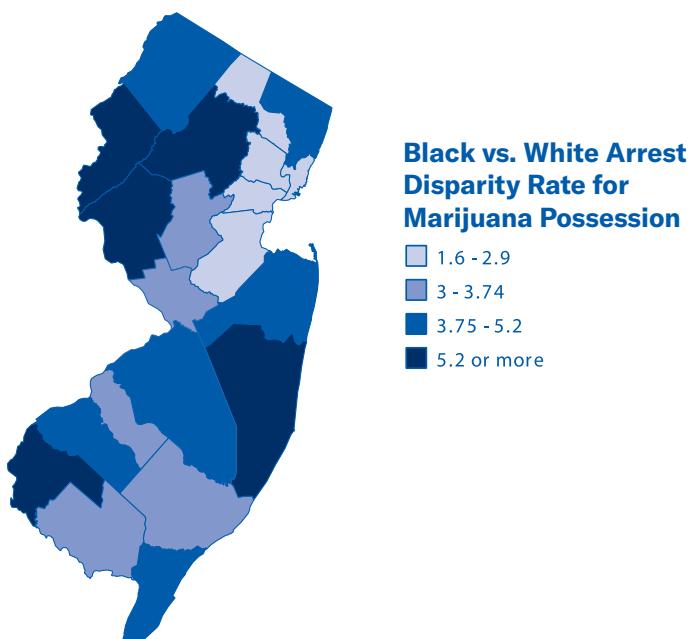 Black vs. White Arrest
Disparity Rate for
Marijuana Possession
1.6 - 2.9
3 - 3.74
3.75 - 5.2
5.2 or more